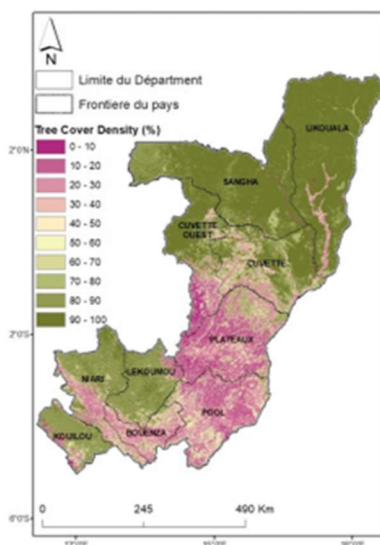 N
Limite du Départment
Frontiere du pays
Tree Cover Density (%)
0 - 10
10 - 20
20 - 30
30 - 40
40 - 50
50 - 60
60 - 70
70 - 80
80 - 90
90 - 100
2°0'N
2°0'S
6°0'S
LIKOUALA
SANGHA
CUVETTE
OUEST
CUVETTE
PLATEAUX
LEKOUMOU
NIARI
POOL
BOUENZA
KOUILOU
0 245 490 Km